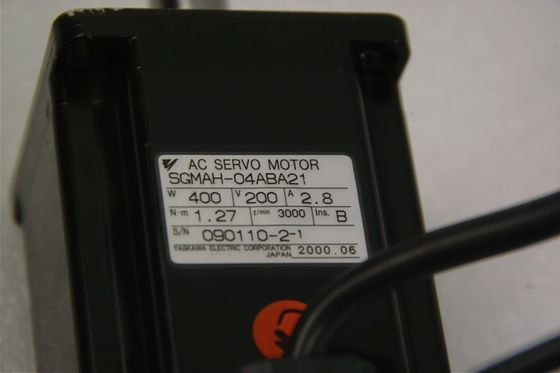 AC SERVO MOTOR
SGMAH-04ABA21
W 400 V 200 A 2.8
N·m 1.27 r/min 3000 Ins. B
S/N 090110-2-1
YASKAWA ELECTRIC CORPORATION
JAPAN 2000.06